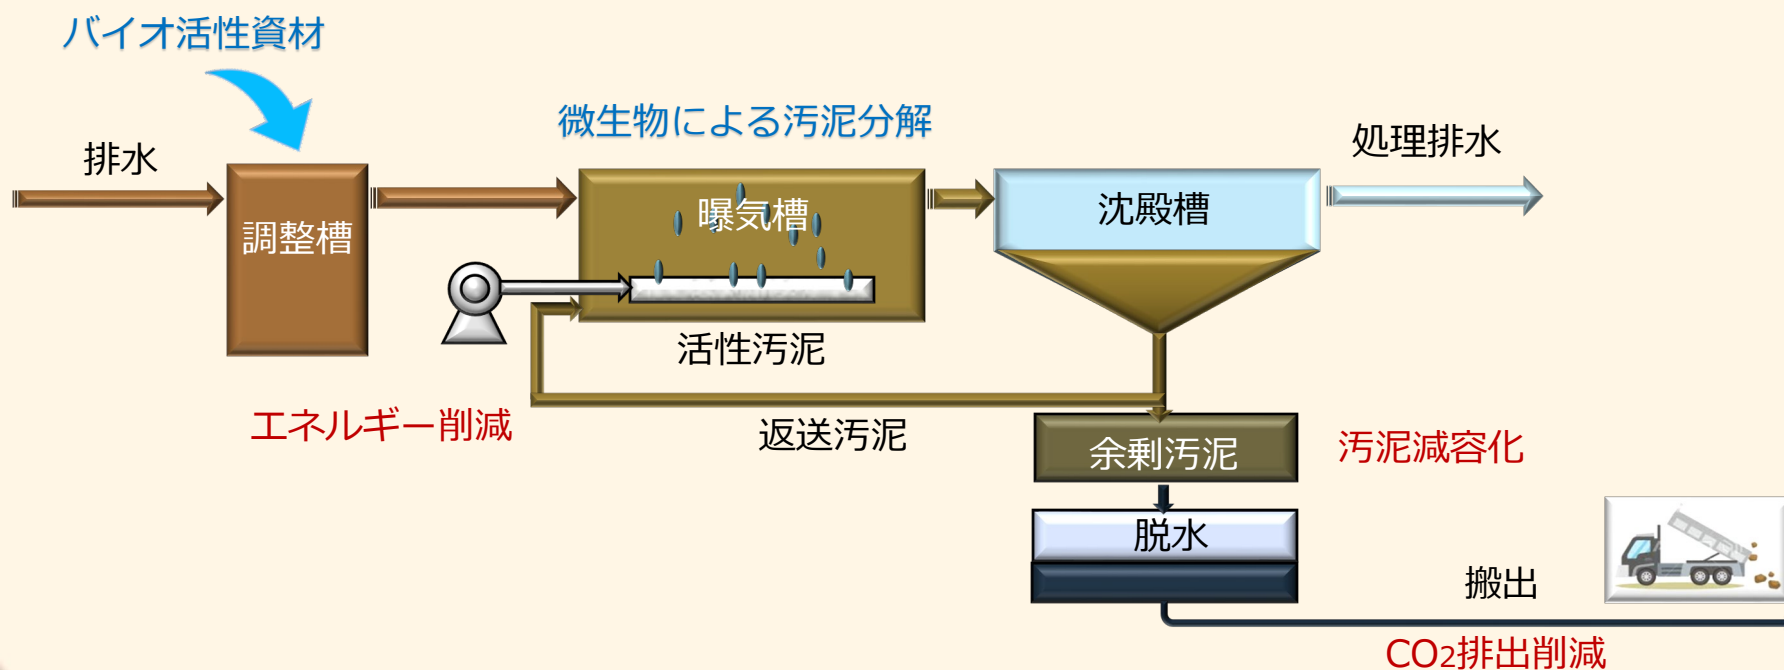 バイオ活性資材
排水
調整槽
微生物による汚泥分解
曝気槽
活性汚泥
沈殿槽
処理排水
エネルギー削減
返送汚泥
余剰汚泥
汚泥減容化
脱水
搬出
CO2排出削減